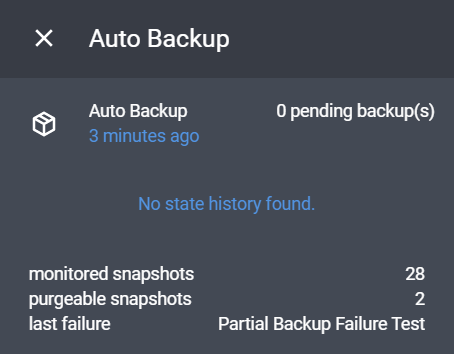 Auto Backup
Auto Backup 0 pending backup(s)
3 minutes ago
No state history found.
monitored snapshots 28
purgeable snapshots 2
last failure Partial Backup Failure Test